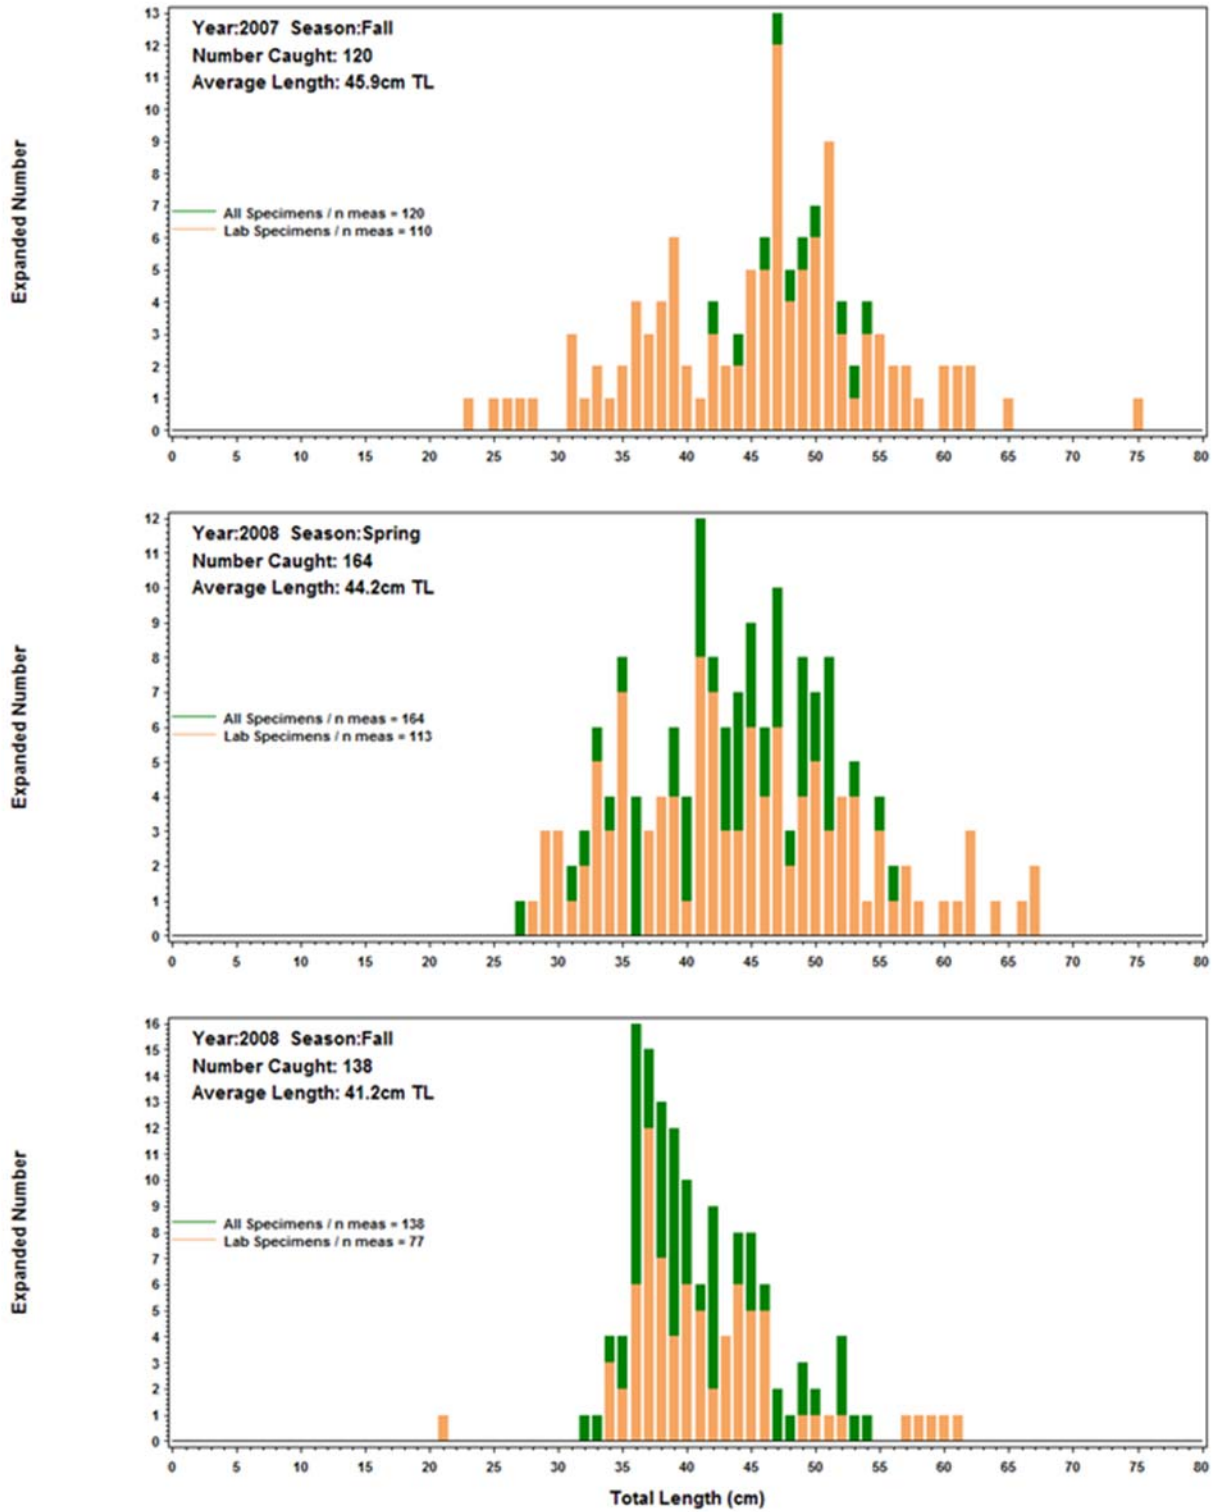 Year:2007 Season:Fall
Number Caught: 120
Average Length: 45.9cm TL
All Specimens / n meas = 120
Lab Specimens / n meas = 110
Expanded Number
13
12
11
10
9
8
7
6
5
4
3
2
1
0
0 5 10 15 20 25 30 35 40 45 50 55 60 65 70 75 80
Year:2008 Season:Spring
Number Caught: 164
Average Length: 44.2cm TL
All Specimens / n meas = 164
Lab Specimens / n meas = 113
Expanded Number
12
11
10
9
8
7
6
5
4
3
2
1
0
0 5 10 15 20 25 30 35 40 45 50 55 60 65 70 75 80
Year:2008 Season:Fall
Number Caught: 138
Average Length: 41.2cm TL
All Specimens / n meas = 138
Lab Specimens / n meas = 77
Expanded Number
16
15
14
13
12
11
10
9
8
7
6
5
4
3
2
1
0
0 5 10 15 20 25 30 35 40 45 50 55 60 65 70 75 80
Total Length (cm)